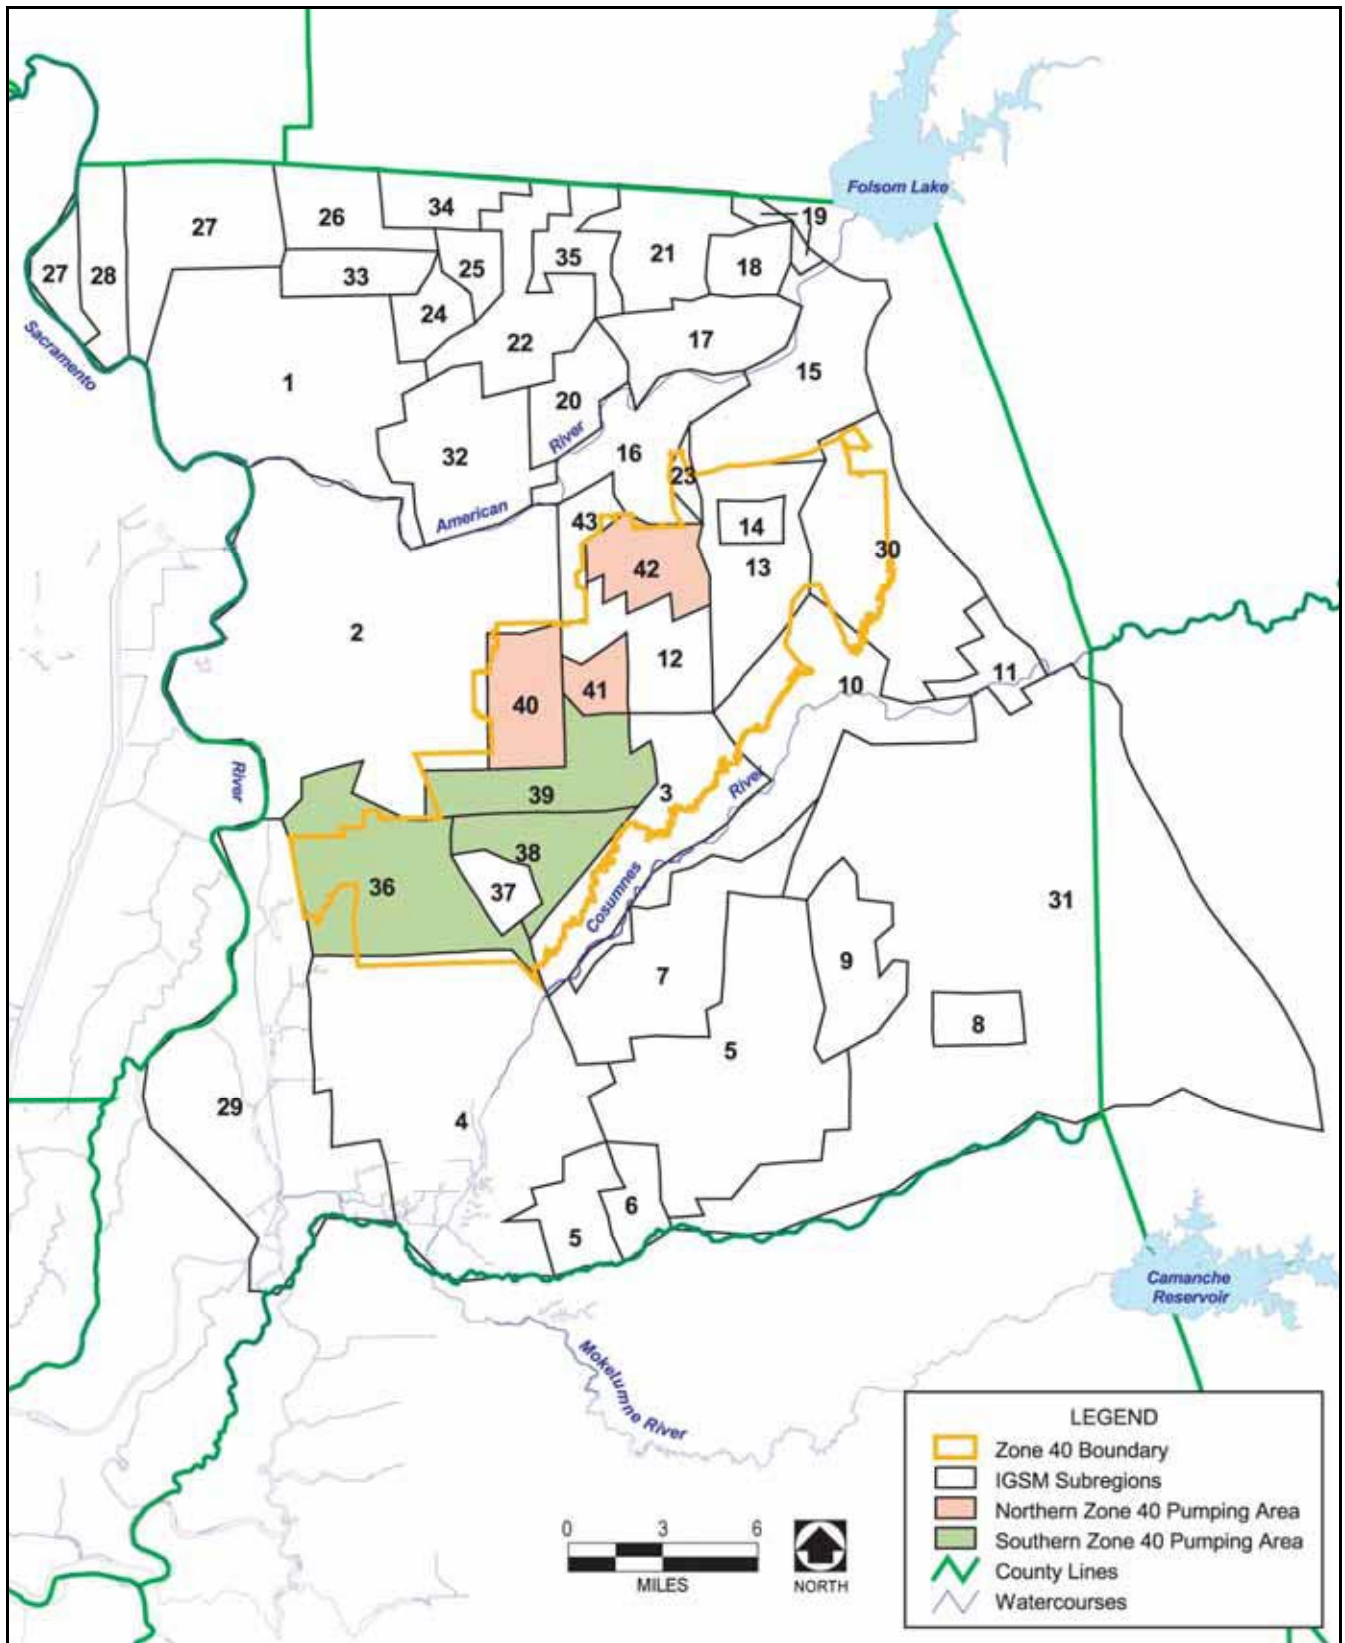 Folsom Lake
19
34
27
26
35
21
18
27
28
33
25
24
22
17
Sacramento
1
15
20
River
32
16
23
American
43
14
30
42
13
2
12
11
10
41
40
River
39
3
River
38
36
37
Cosumnes
31
9
7
8
5
29
4
6
5
Camanche
Reservoir
Mokelumne River
LEGEND
Zone 40 Boundary
IGSM Subregions
Northern Zone 40 Pumping Area
Southern Zone 40 Pumping Area
County Lines
Watercourses
0 3 6
MILES
NORTH